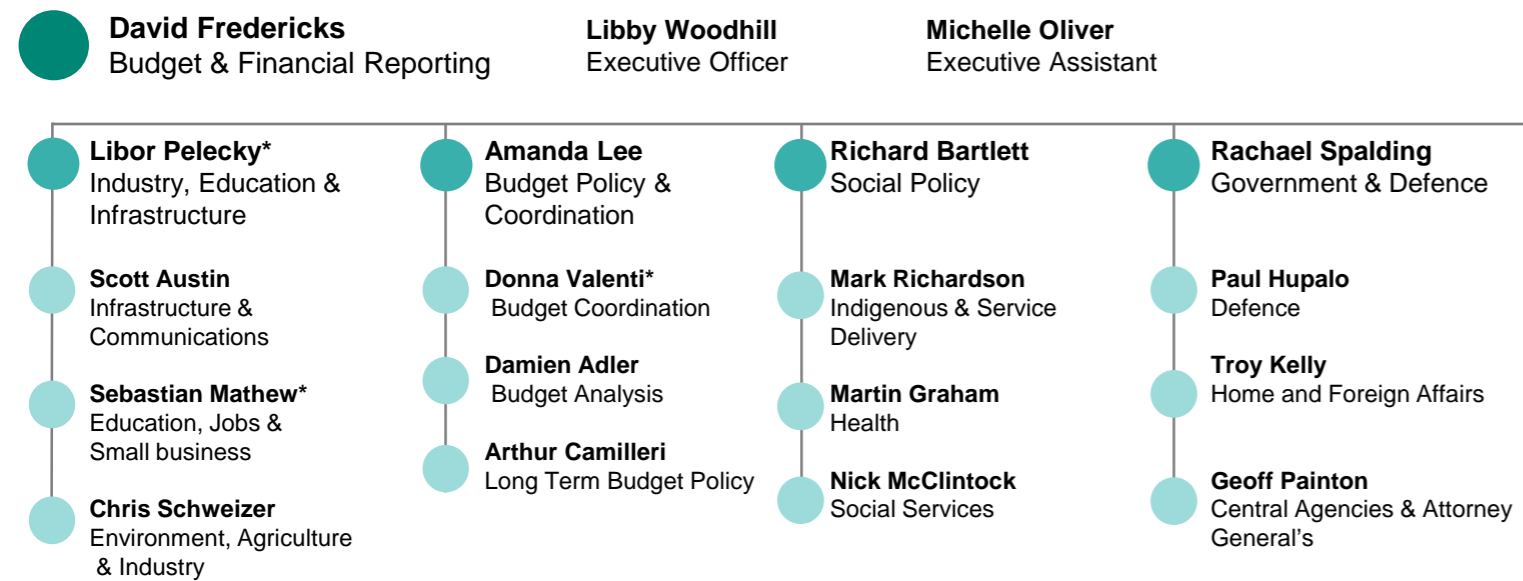 David Fredericks
Budget & Financial Reporting
Libby Woodhill
Executive Officer
Michelle Oliver
Executive Assistant
Libor Pelecky*
Industry, Education &
Infrastructure
Scott Austin
Infrastructure &
Communications
Sebastian Mathew*
Education, Jobs &
Small business
Chris Schweizer
Environment, Agriculture
& Industry
Amanda Lee
Budget Policy &
Coordination
Donna Valenti*
Budget Coordination
Damien Adler
Budget Analysis
Arthur Camilleri
Long Term Budget Policy
Richard Bartlett
Social Policy
Mark Richardson
Indigenous & Service
Delivery
Martin Graham
Health
Nick McClintock
Social Services
Rachael Spalding
Government & Defence
Paul Hupalo
Defence
Troy Kelly
Home and Foreign Affairs
Geoff Painton
Central Agencies & Attorney
General's